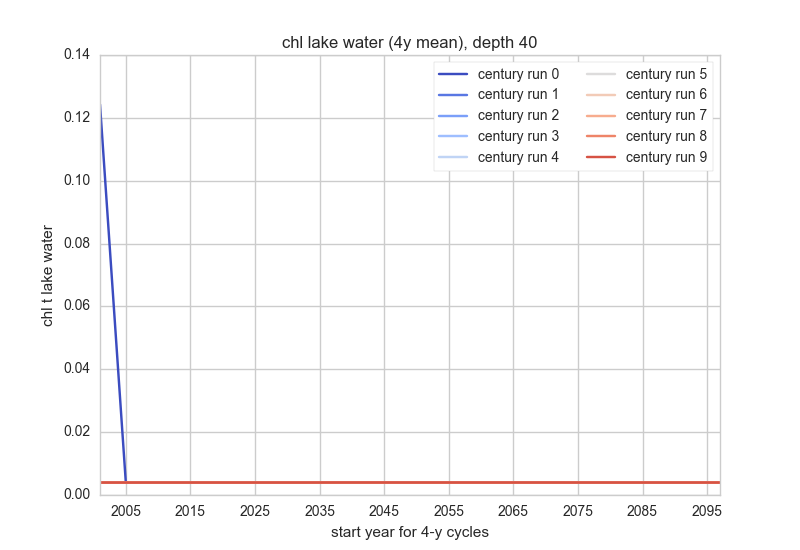 chl lake water (4y mean), depth 40
0.14
0.12
0.10
0.08
0.06
0.04
0.02
0.00
chl t lake water
century run 0
century run 1
century run 2
century run 3
century run 4
century run 5
century run 6
century run 7
century run 8
century run 9
2005 2015 2025 2035 2045 2055 2065 2075 2085 2095
start year for 4-y cycles